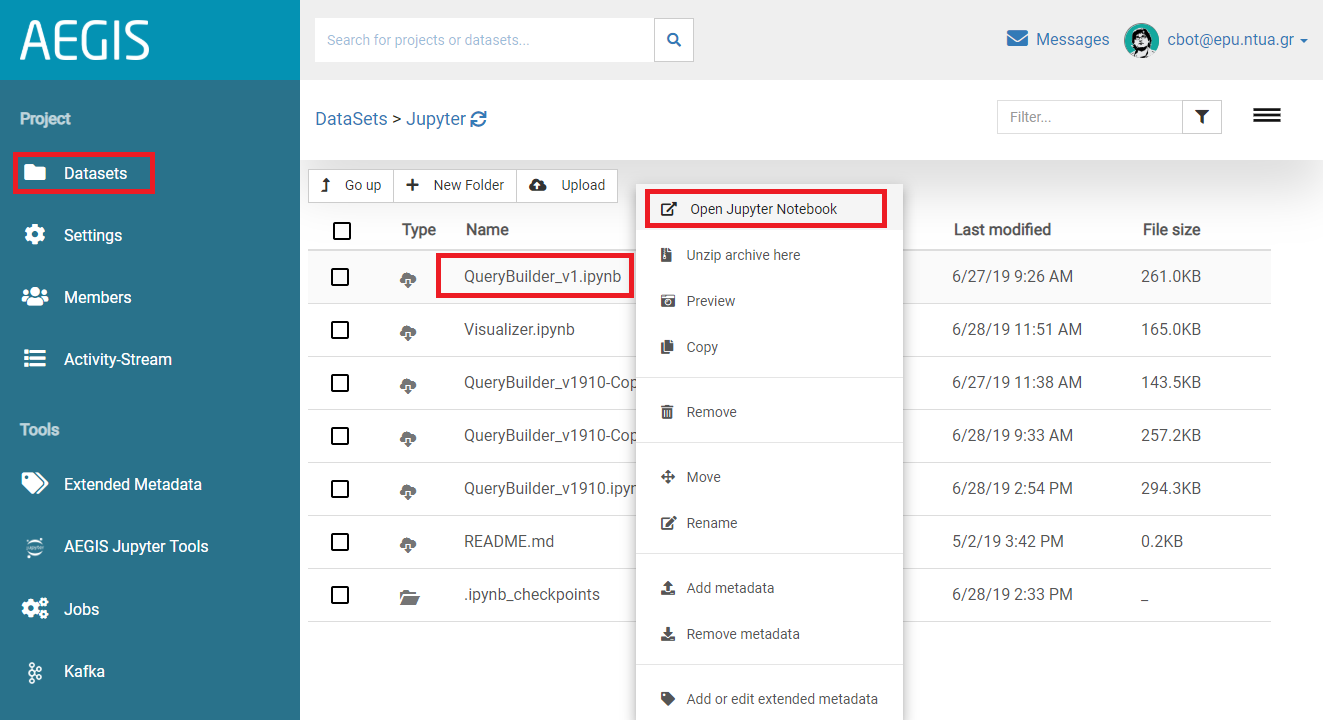 AEGIS
Search for projects or datasets...
Messages
cbot@epu.ntua.gr
Project
Datasets
Settings
Members
Activity-Stream
Tools
Extended Metadata
AEGIS Jupyter Tools
Jobs
Kafka
DataSets > Jupyter
Filter...
Go up
New Folder
Upload
Type Name Last modified File size
QueryBuilder_v1.ipynb 6/27/19 9:26 AM 261.0KB
Visualizer.ipynb 6/28/19 11:51 AM 165.0KB
QueryBuilder_v1910-Cop 6/27/19 11:38 AM 143.5KB
QueryBuilder_v1910-Cop 6/28/19 9:33 AM 257.2KB
QueryBuilder_v1910.ipyn 6/28/19 2:54 PM 294.3KB
README.md 5/2/19 3:42 PM 0.2KB
.ipynb_checkpoints 6/28/19 2:33 PM _
Open Jupyter Notebook
Unzip archive here
Preview
Copy
Remove
Move
Rename
Add metadata
Remove metadata
Add or edit extended metadata